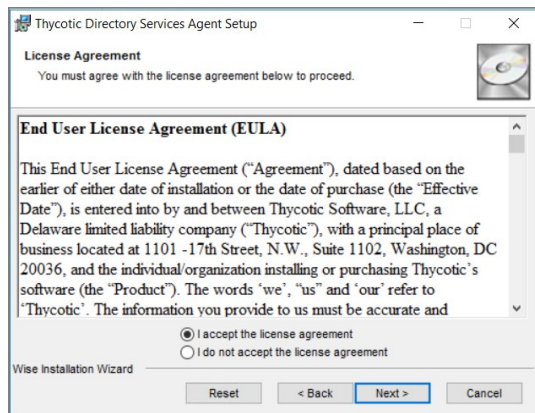 Thycotic Directory Services Agent Setup
License Agreement
You must agree with the license agreement below to proceed.
End User License Agreement (EULA)
This End User License Agreement (“Agreement”), dated based on the
earlier of either date of installation or the date of purchase (the “Effective
Date”), is entered into by and between Thycotic Software, LLC, a
Delaware limited liability company (“Thycotic”), with a principal place of
business located at 1101 -17th Street, N.W., Suite 1102, Washington, DC
20036, and the individual/organization installing or purchasing Thycotic’s
software (the “Product”). The words ‘we’, “us” and ‘our’ refer to
‘Thycotic’. The information you provide to us must be accurate and
I accept the license agreement
I do not accept the license agreement
Wise Installation Wizard
Reset
< Back
Next >
Cancel